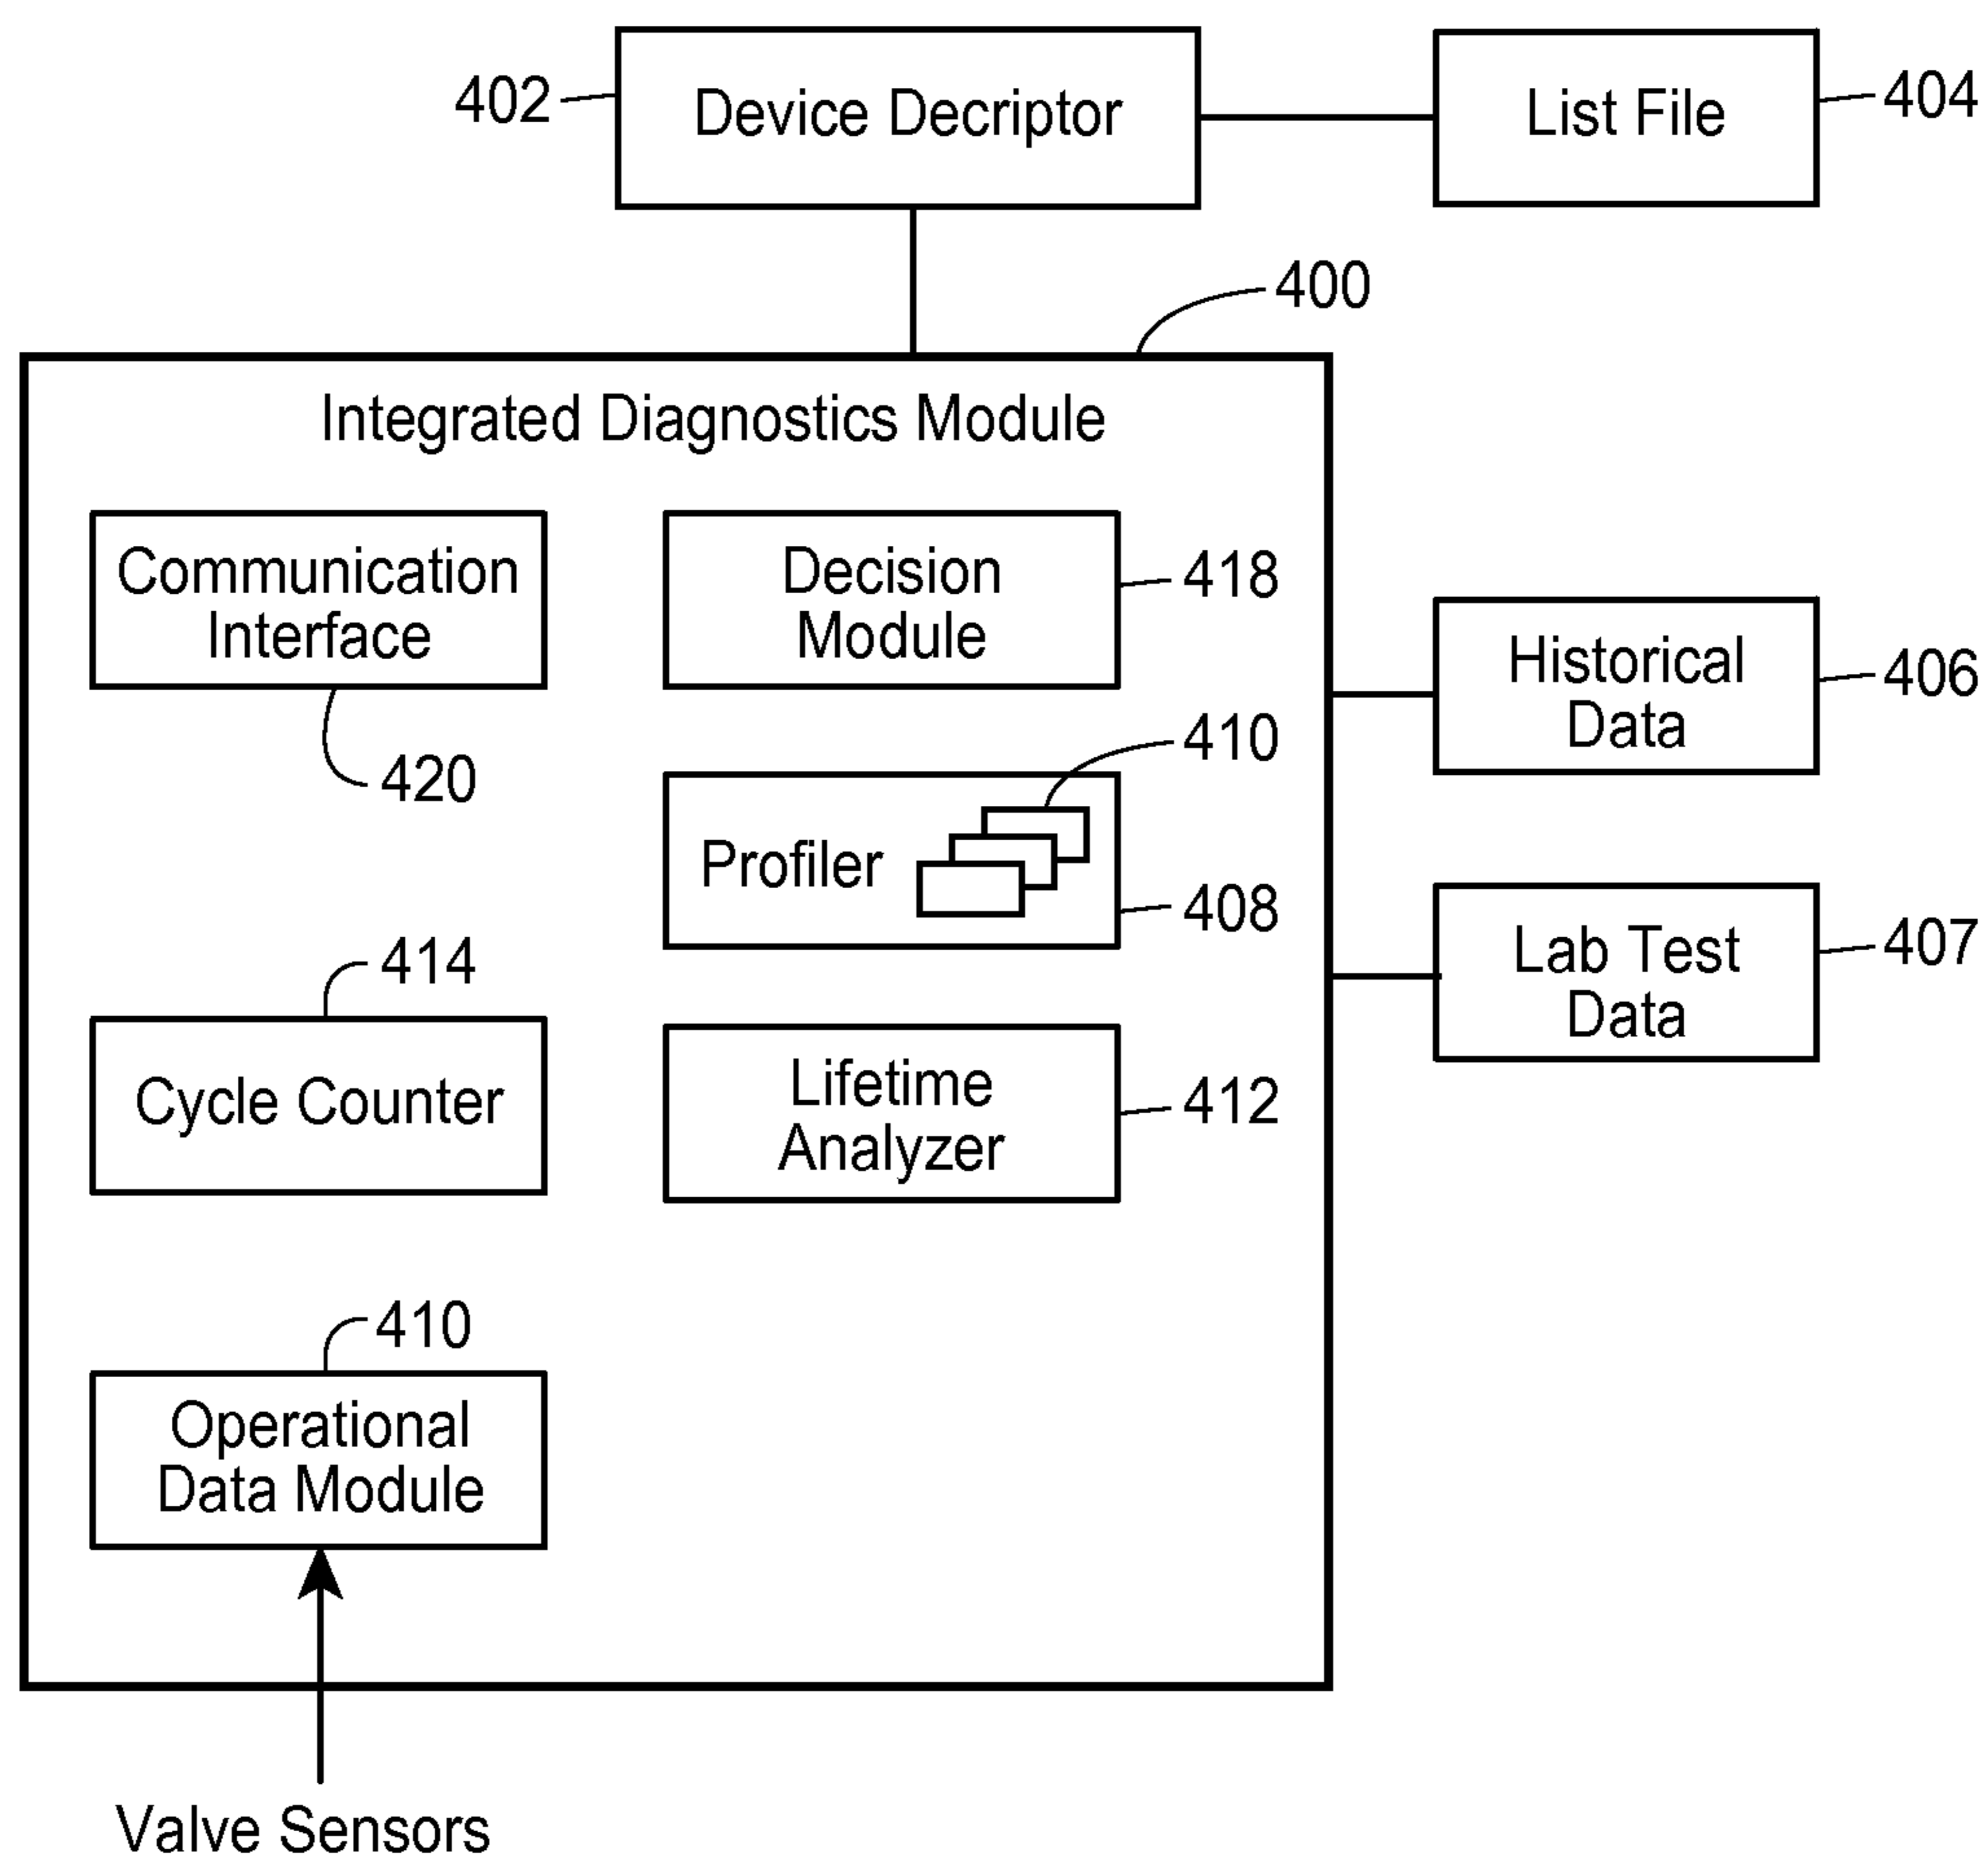 402
Device Decriptor
List File
404
400
Integrated Diagnostics Module
Communication
Interface
420
Decision
Module
418
Historical
Data
406
410
Profiler
408
Lab Test
Data
407
414
Cycle Counter
Lifetime
Analyzer
412
410
Operational
Data Module
Valve Sensors